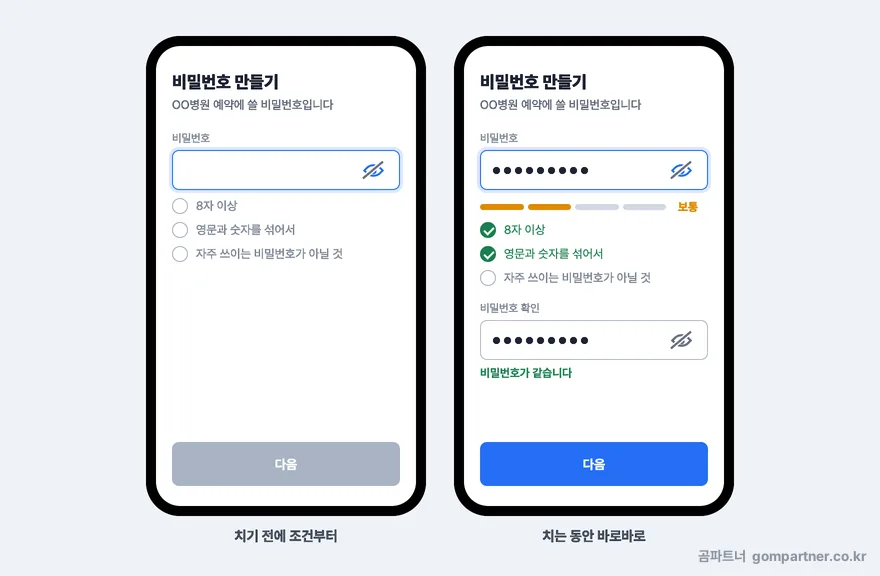 비밀번호 만들기
OO병원 예약에 쓸 비밀번호입니다
비밀번호
8자 이상
영문과 숫자를 섞어서
자주 쓰이는 비밀번호가 아닐 것
다음
치기 전에 조건부터
비밀번호 만들기
OO병원 예약에 쓸 비밀번호입니다
비밀번호
●●●●●●●●●
보통
8자 이상
영문과 숫자를 섞어서
자주 쓰이는 비밀번호가 아닐 것
비밀번호 확인
●●●●●●●●●
비밀번호가 같습니다
다음
치는 동안 바로바로
곰파트너 gompartner.co.kr